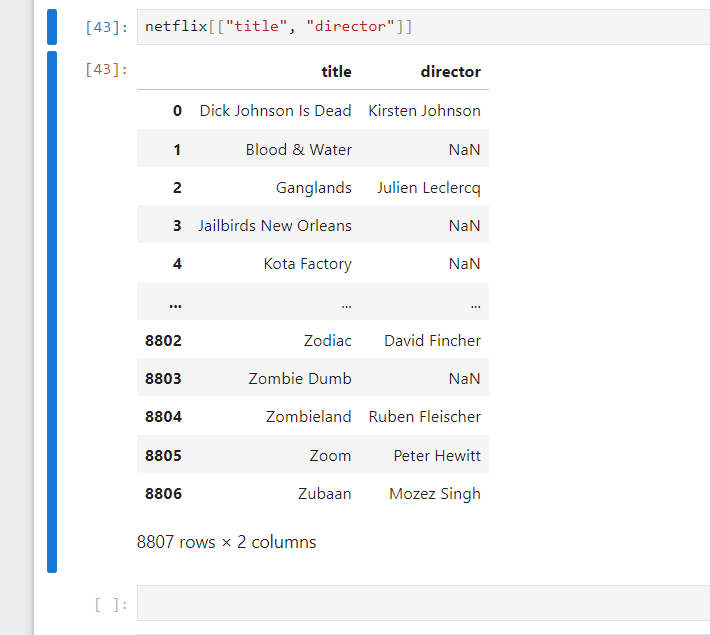 [43]: netflix[["title", "director"]]
[43]: title director
0 Dick Johnson Is Dead Kirsten Johnson
1 Blood & Water NaN
2 Ganglands Julien Leclercq
3 Jailbirds New Orleans NaN
4 Kota Factory NaN
... ... ...
8802 Zodiac David Fincher
8803 Zombie Dumb NaN
8804 Zombieland Ruben Fleischer
8805 Zoom Peter Hewitt
8806 Zubaan Mozez Singh
8807 rows × 2 columns
[ ]: